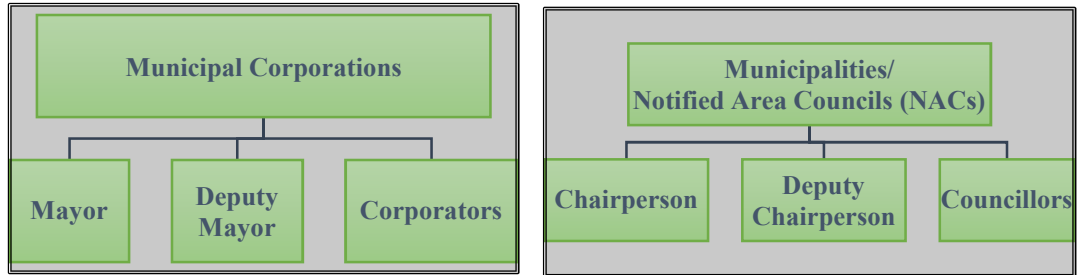 Municipal Corporations
Mayor
Deputy
Mayor
Corporators
Municipalities/
Notified Area Councils (NACs)
Chairperson
Deputy
Chairperson
Councillors